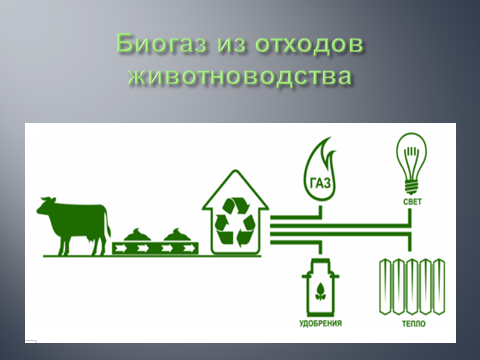 Биогаз из отходов
животноводства
ГАЗ
СВЕТ
УДОБРЕНИЯ
ТЕПЛО